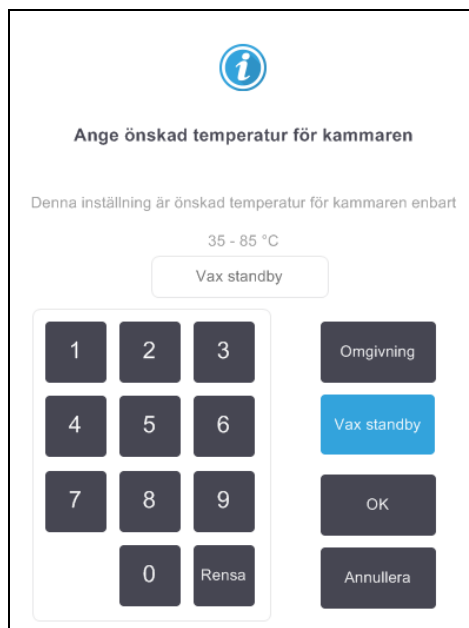 i
Ange önskad temperatur för kammaren
Denna inställning är önskad temperatur för kammaren enbart
35 - 85 °C
Vax standby
1 2 3 Omgivning
4 5 6 Vax standby
7 8 9 OK
0 Rensa Annullera